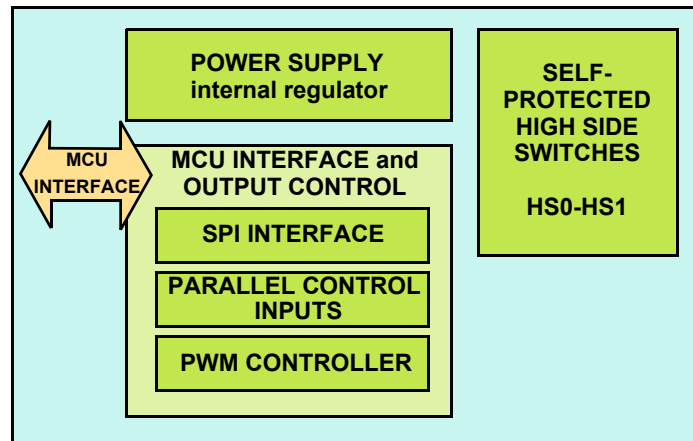 POWER SUPPLY
internal regulator
SELF-
PROTECTED
HIGH SIDE
SWITCHES
HS0-HS1
MCU
INTERFACE
MCU INTERFACE and
OUTPUT CONTROL
SPI INTERFACE
PARALLEL CONTROL
INPUTS
PWM CONTROLLER